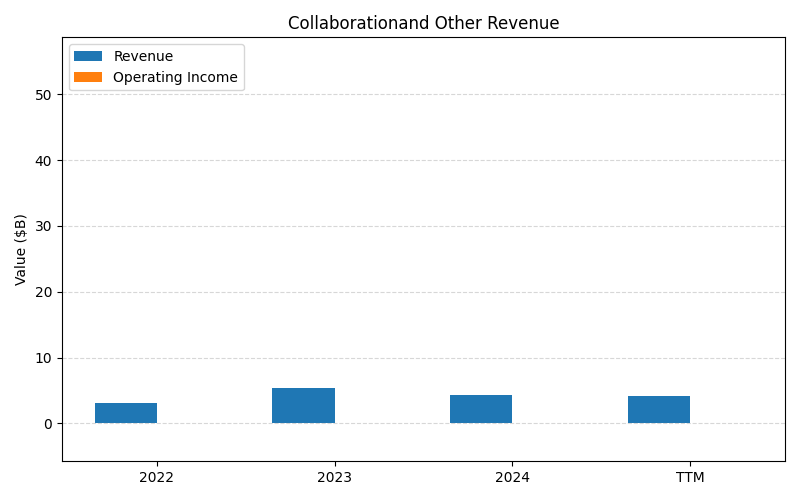 Collaborationand Other Revenue
Revenue
Operating Income
50
40
30
20
10
0
Value ($B)
2022 2023 2024 TTM